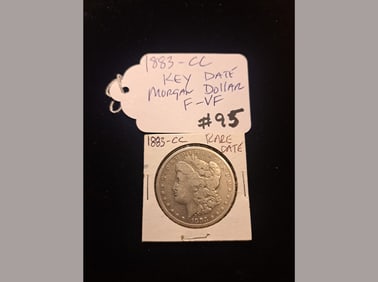 1883-CC
KEY DATE
MORGAN DOLLAR
F-VF
#95
1883-CC RARE
DATE